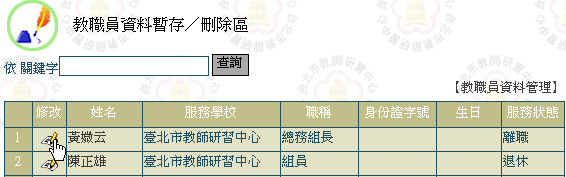 教職員資料暫存／刪除區
依 關鍵字 查詢
【教職員資料管理】
修改 姓名 服務學校 職稱 身份證字號 生日 服務狀態
1 黃媺云 臺北市教師研習中心 總務組長 離職
2 陳正雄 臺北市教師研習中心 組員 退休